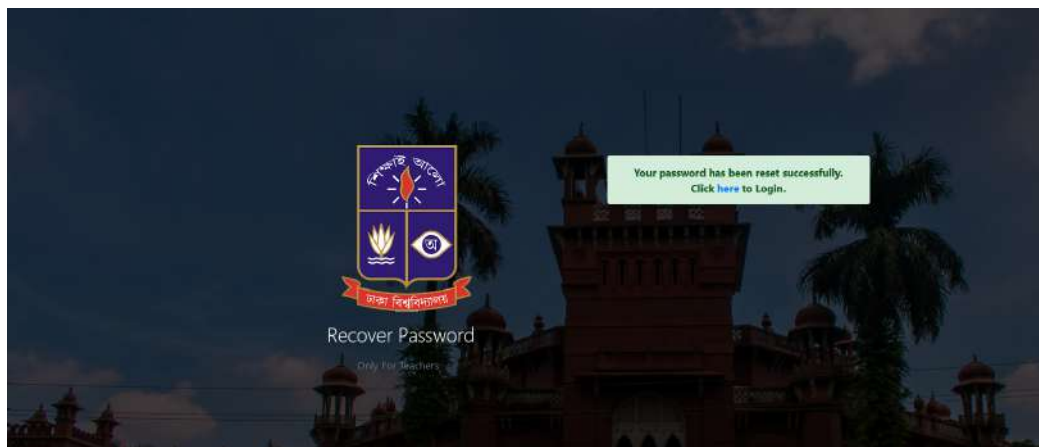 শিক্ষাই আলো
অ
ঢাকা বিশ্ববিদ্যালয়
Recover Password
Only For Teachers
Your password has been reset successfully.
Click here to Login.